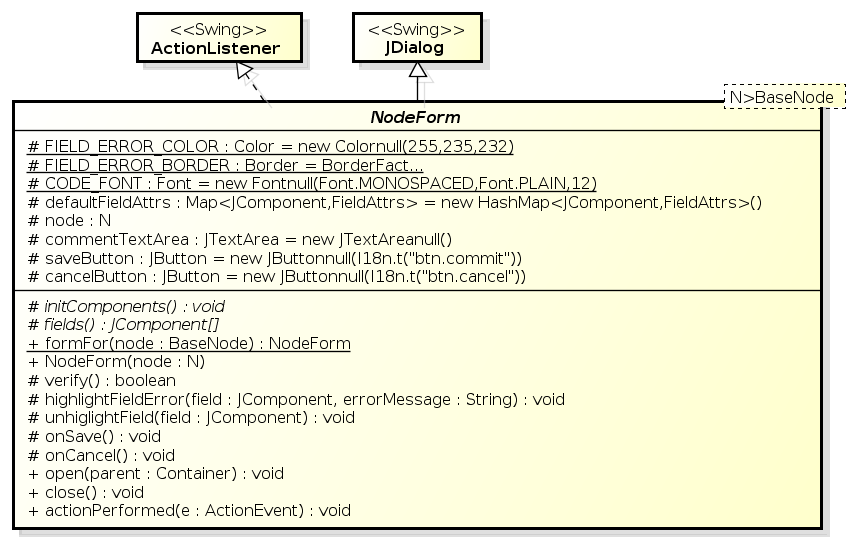 <<Swing>>
ActionListener
<<Swing>>
JDialog
N>BaseNode
NodeForm
# FIELD_ERROR_COLOR : Color = new Colornull(255,235,232)
# FIELD_ERROR_BORDER : Border = BorderFact...
# CODE_FONT : Font = new Fontnull(Font.MONOSPACED,Font.PLAIN,12)
# defaultFieldAttrs : Map<JComponent,FieldAttrs> = new HashMap<JComponent,FieldAttrs>()
# node : N
# commentTextArea : JTextArea = new JTextAreanull()
# saveButton : JButton = new JButtonnull(I18n.t("btn.commit"))
# cancelButton : JButton = new JButtonnull(I18n.t("btn.cancel"))
# initComponents() : void
# fields() : JComponent[]
+ formFor(node : BaseNode) : NodeForm
+ NodeForm(node : N)
# verify() : boolean
# highlightFieldError(field : JComponent, errorMessage : String) : void
# unhiglightField(field : JComponent) : void
# onSave() : void
# onCancel() : void
+ open(parent : Container) : void
+ close() : void
+ actionPerformed(e : ActionEvent) : void